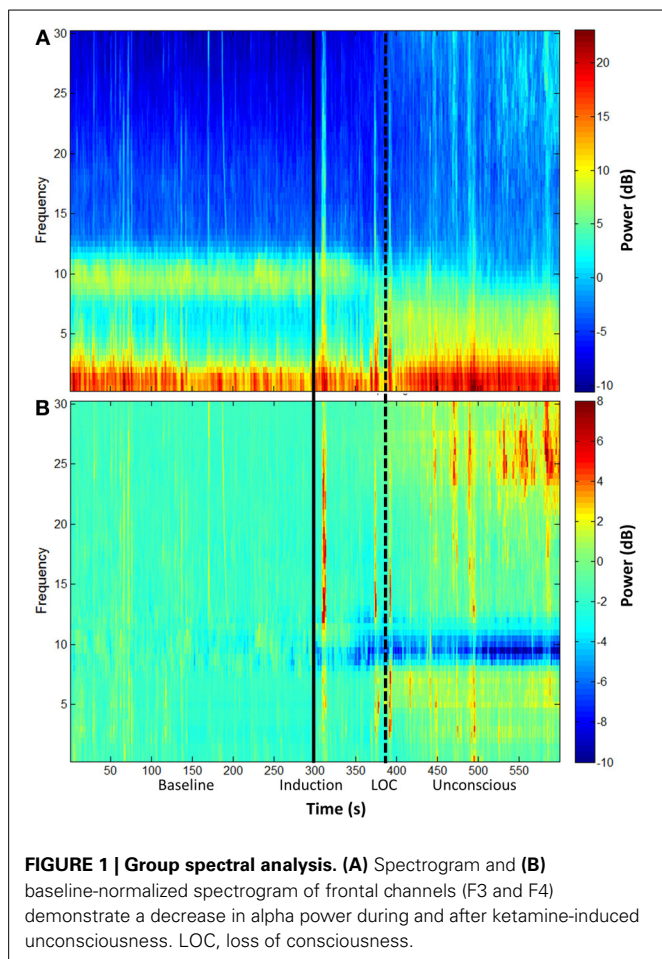 A
30
25
20
15
10
5
Frequency
20
15
10
5
0
-5
-10
Power (dB)
B
30
25
20
15
10
5
Frequency
8
6
4
2
0
-2
-4
-6
-8
-10
Power (dB)
50 100 150 200 250 300 350 400 450 500 550
Baseline Induction LOC Unconscious
Time (s)
FIGURE 1 | Group spectral analysis. (A) Spectrogram and (B)
baseline-normalized spectrogram of frontal channels (F3 and F4)
demonstrate a decrease in alpha power during and after ketamine-induced
unconsciousness. LOC, loss of consciousness.